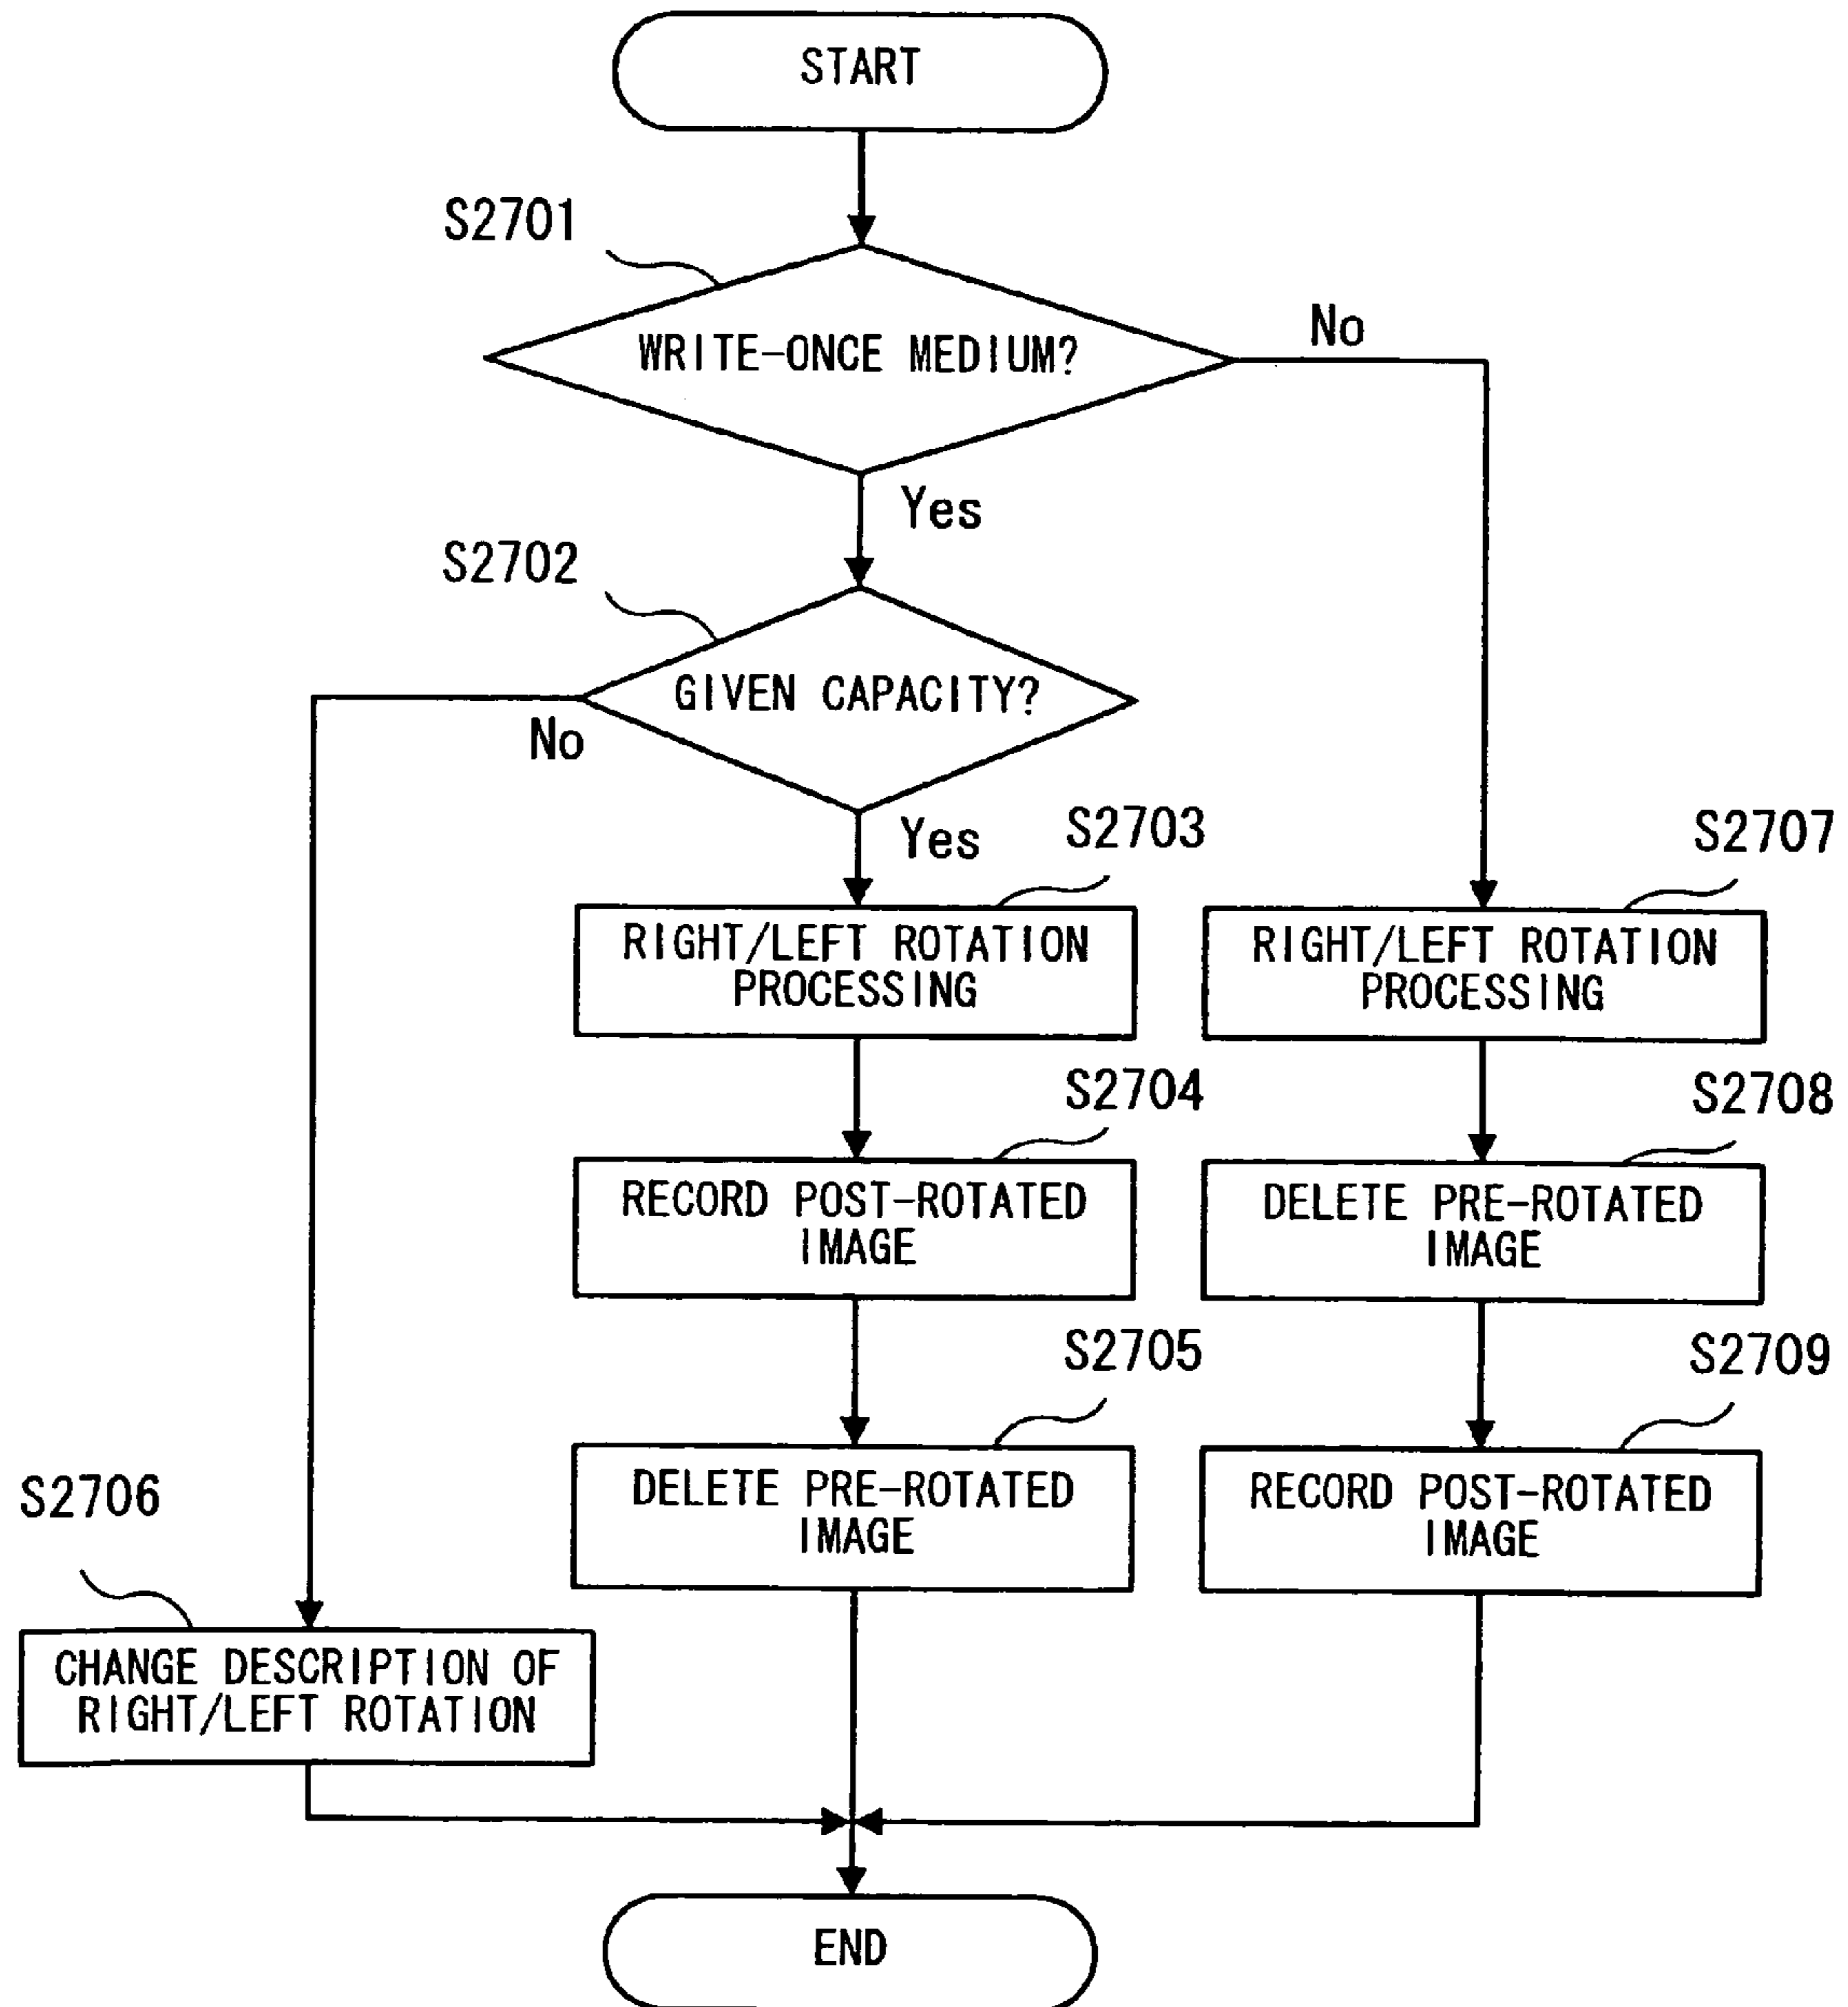 START
S2701
WRITE-ONCE MEDIUM?
No
Yes
S2702
GIVEN CAPACITY?
No
Yes
S2703
S2707
RIGHT/LEFT ROTATION
PROCESSING
RIGHT/LEFT ROTATION
PROCESSING
S2704
S2708
RECORD POST-ROTATED
IMAGE
DELETE PRE-ROTATED
IMAGE
S2705
S2709
DELETE PRE-ROTATED
IMAGE
RECORD POST-ROTATED
IMAGE
S2706
CHANGE DESCRIPTION OF
RIGHT/LEFT ROTATION
END